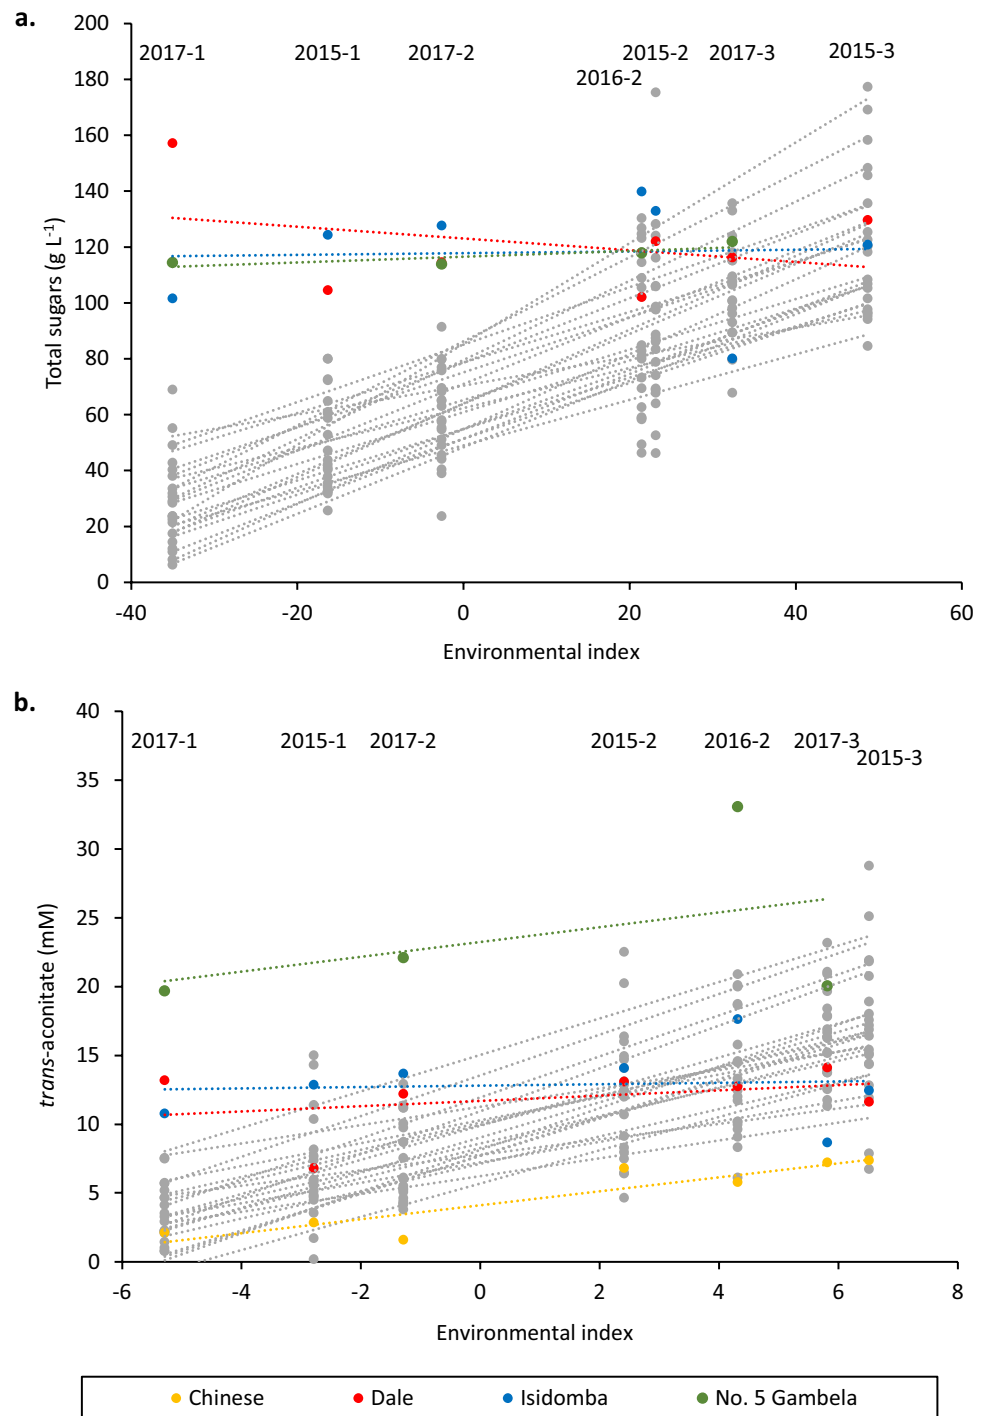 a.
200
2017-1 2015-1 2017-2 2015-2 2017-3 2015-3
2016-2
180
160
140
120
100
80
60
40
20
0
Total sugars (g L-1)
-40 -20 0 20 40 60
Environmental index
b.
40
2017-1 2015-1 2017-2 2015-2 2016-2 2017-3
2015-3
35
30
25
20
15
10
5
0
trans-aconitate (mM)
-6 -4 -2 0 2 4 6 8
Environmental index
Chinese Dale Isidomba No. 5 Gambela